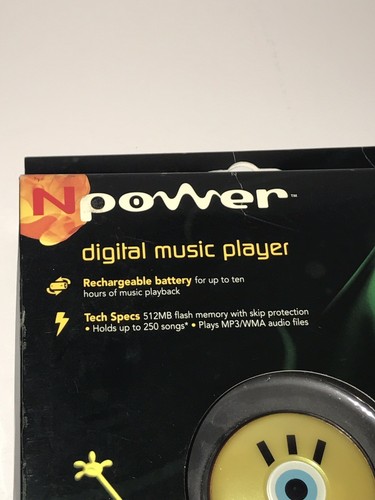 Npower™
digital music player
Rechargeable battery for up to ten
hours of music playback
Tech Specs 512MB flash memory with skip protection
• Holds up to 250 songs* • Plays MP3/WMA audio files